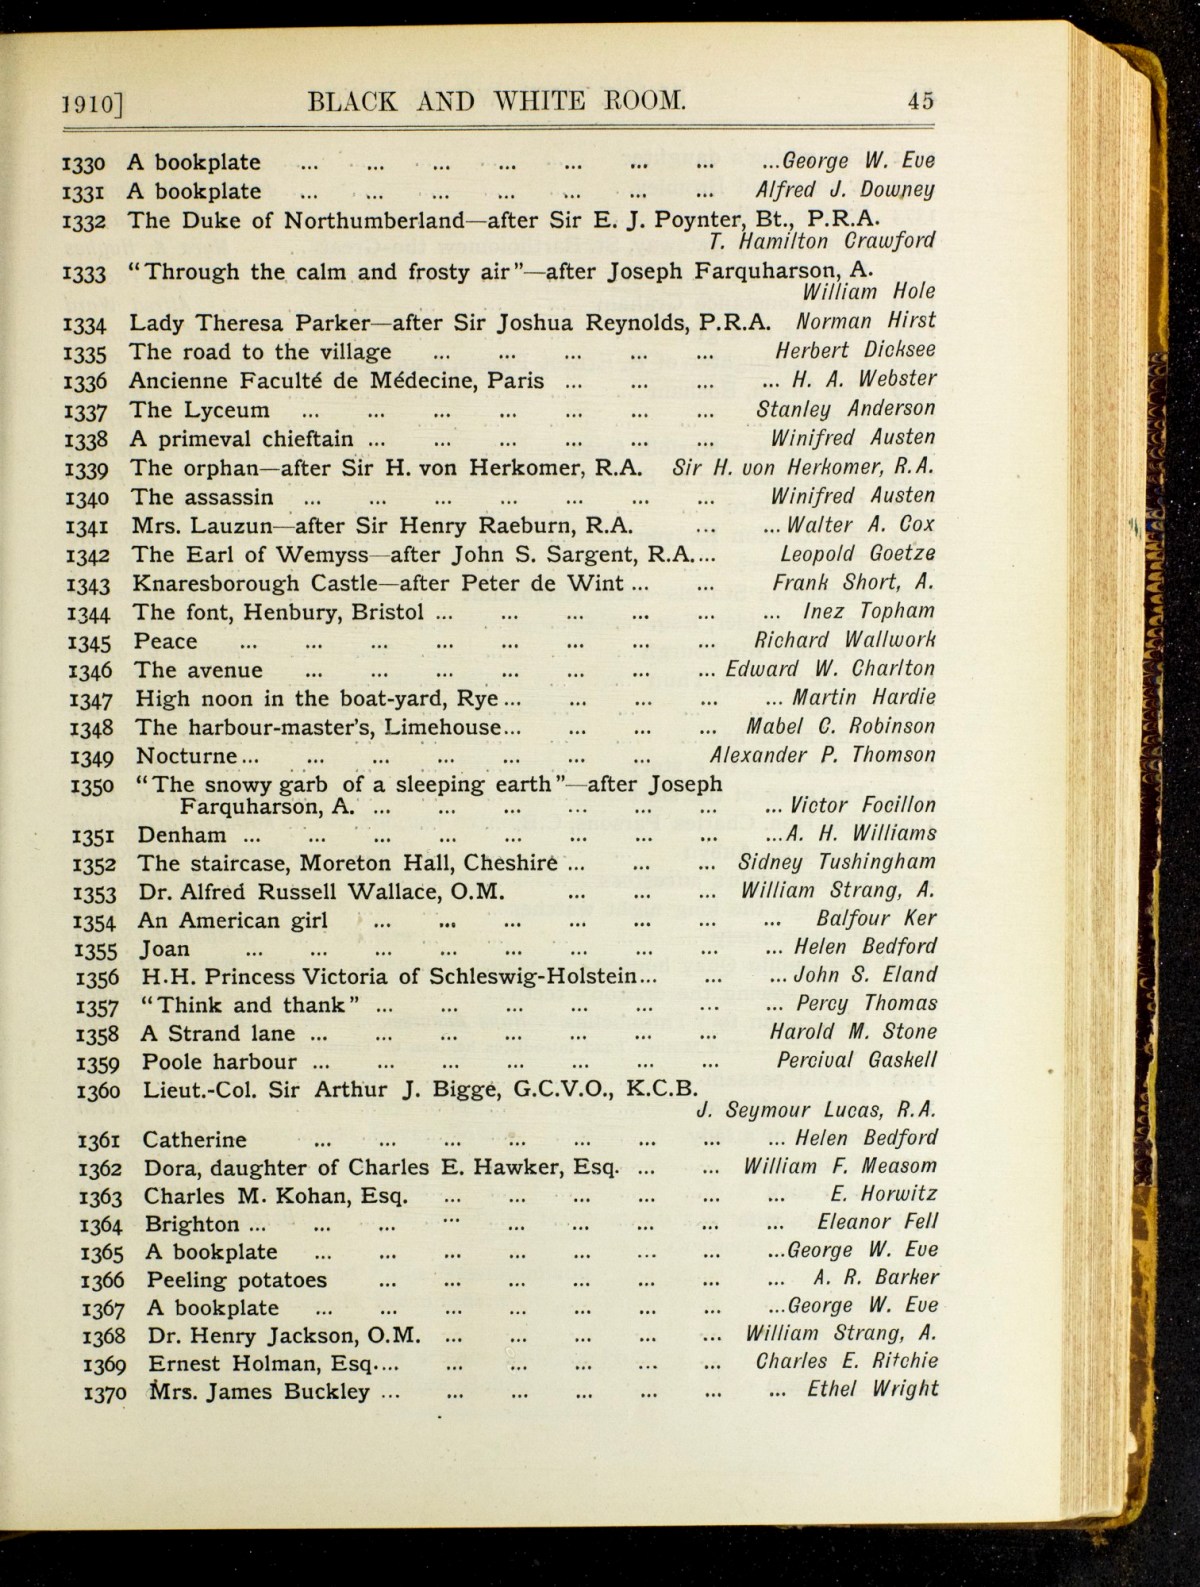 1910] BLACK AND WHITE ROOM. 45
1330 A bookplate ... ... ... ... ... ... ... ...George W. Eve
1331 A bookplate ... ... ... ... ... ... ... Alfred J. Downey
1332 The Duke of Northumberland—after Sir E. J. Poynter, Bt., P.R.A.
T. Hamilton Crawford
1333 "Through the calm and frosty air"—after Joseph Farquharson, A.
William Hole
1334 Lady Theresa Parker—after Sir Joshua Reynolds, P.R.A. Norman Hirst
1335 The road to the village ... ... ... ... ... Herbert Dicksee
1336 Ancienne Faculté de Médecine, Paris ... ... ... ... H. A. Webster
1337 The Lyceum ... ... ... ... ... ... ... Stanley Anderson
1338 A primeval chieftain ... ... ... ... ... ... Winifred Austen
1339 The orphan—after Sir H. von Herkomer, R.A. Sir H. von Herkomer, R.A.
1340 The assassin ... ... ... ... ... ... ... Winifred Austen
1341 Mrs. Lauzun—after Sir Henry Raeburn, R.A. ... ... Walter A. Cox
1342 The Earl of Wemyss—after John S. Sargent, R.A.... Leopold Goetze
1343 Knaresborough Castle—after Peter de Wint ... ... Frank Short, A.
1344 The font, Henbury, Bristol ... ... ... ... ... ... Inez Topham
1345 Peace ... ... ... ... ... ... ... ... Richard Wallwork
1346 The avenue ... ... ... ... ... ... ... Edward W. Charlton
1347 High noon in the boat-yard, Rye ... ... ... ... ... Martin Hardie
1348 The harbour-master's, Limehouse... ... ... ... Mabel C. Robinson
1349 Nocturne... ... ... ... ... ... ... Alexander P. Thomson
1350 "The snowy garb of a sleeping earth"—after Joseph
Farquharson, A. ... ... ... ... ... ... ... Victor Focillon
1351 Denham ... ... ... ... ... ... ... ... ...A. H. Williams
1352 The staircase, Moreton Hall, Cheshire ... ... ... Sidney Tushingham
1353 Dr. Alfred Russell Wallace, O.M. ... ... ... William Strang, A.
1354 An American girl ... ... ... ... ... ... ... Balfour Ker
1355 Joan ... ... ... ... ... ... ... ... ... Helen Bedford
1356 H.H. Princess Victoria of Schleswig-Holstein... ... ... John S. Eland
1357 "Think and thank" ... ... ... ... ... ... ... Percy Thomas
1358 A Strand lane ... ... ... ... ... ... ... Harold M. Stone
1359 Poole harbour ... ... ... ... ... ... ... Percival Gaskell
1360 Lieut.-Col. Sir Arthur J. Bigge, G.C.V.O., K.C.B.
J. Seymour Lucas, R.A.
1361 Catherine ... ... ... ... ... ... ... ... Helen Bedford
1362 Dora, daughter of Charles E. Hawker, Esq. ... ... William F. Measom
1363 Charles M. Kohan, Esq. ... ... ... ... ... ... E. Horwitz
1364 Brighton ... ... ... ... ... ... ... ... ... Eleanor Fell
1365 A bookplate ... ... ... ... ... ... ... ...George W. Eve
1366 Peeling potatoes ... ... ... ... ... ... ... A. R. Barker
1367 A bookplate ... ... ... ... ... ... ... ...George W. Eve
1368 Dr. Henry Jackson, O.M. ... ... ... ... ... William Strang, A.
1369 Ernest Holman, Esq.... ... ... ... ... ... Charles E. Ritchie
1370 Mrs. James Buckley ... ... ... ... ... ... ... Ethel Wright